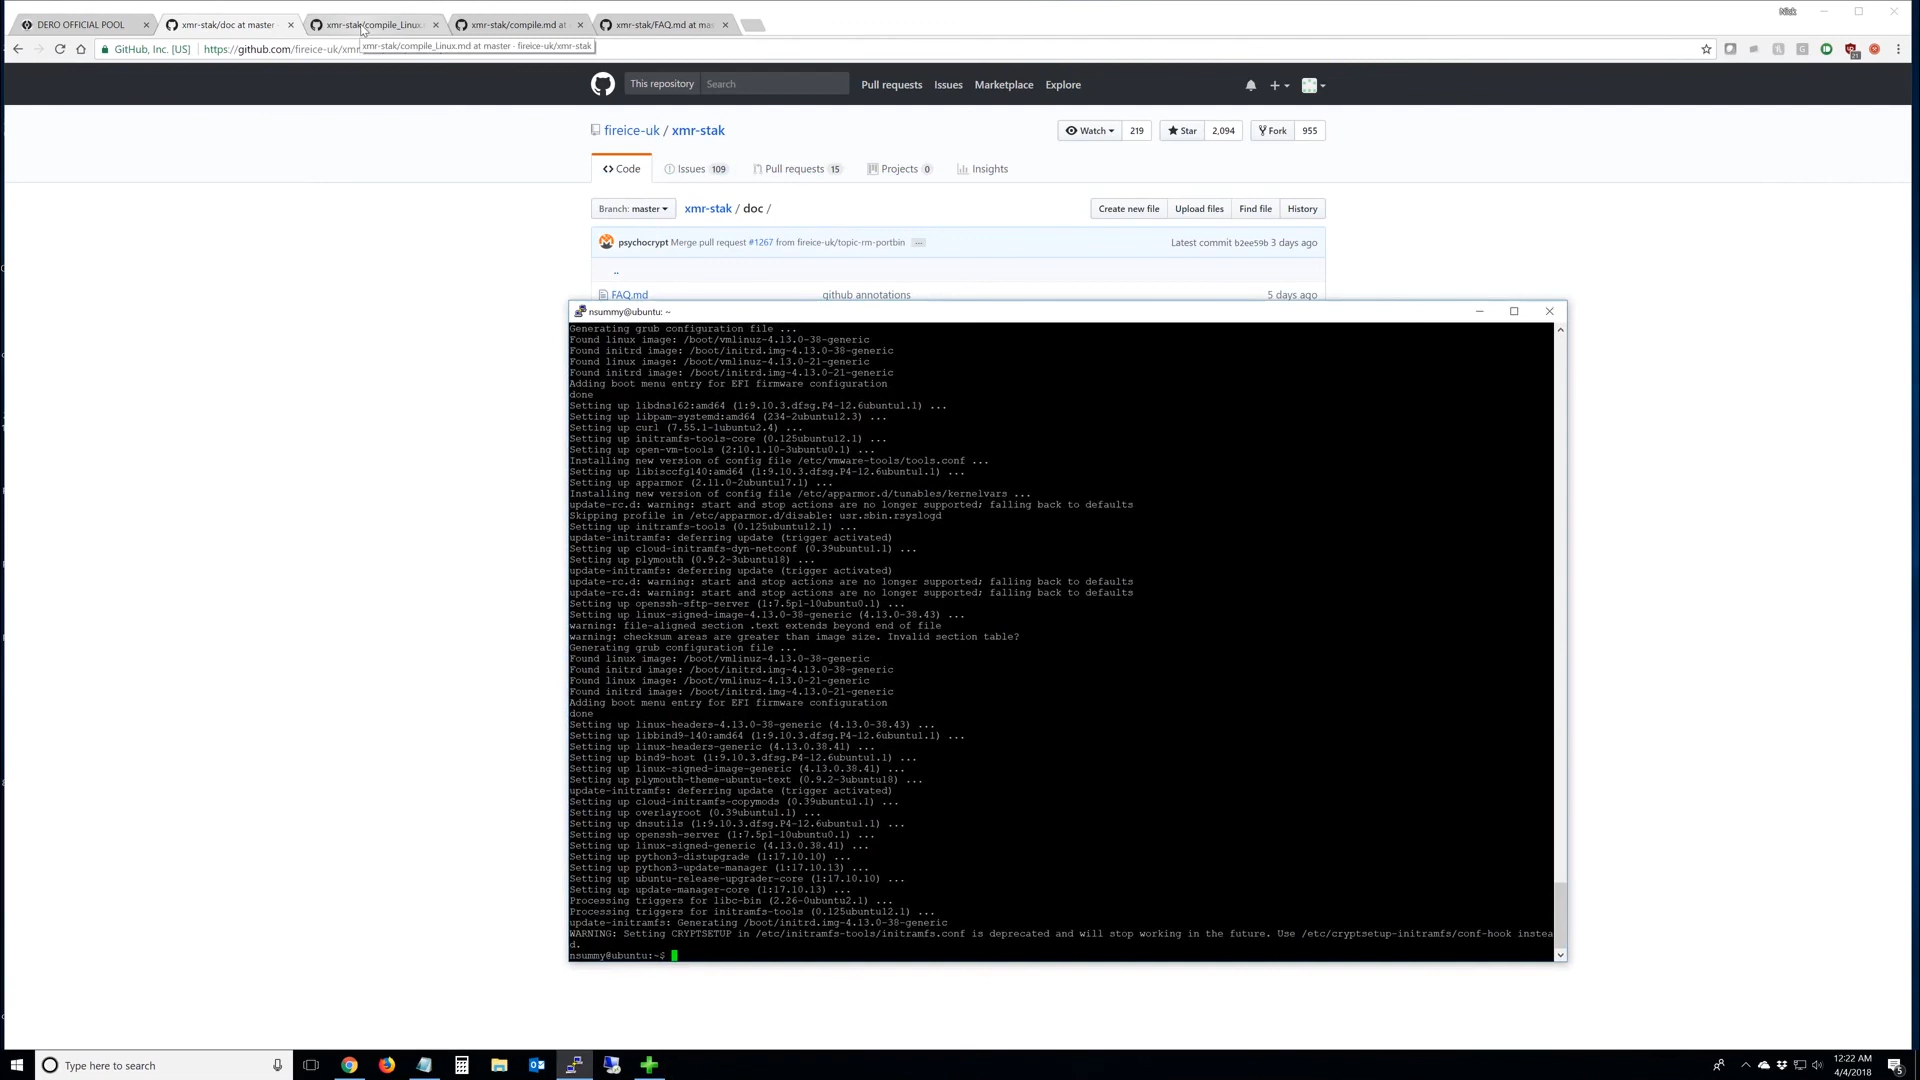 DERO OFFICIAL POOL
xmr-stak/doc at master
xmr-stak/compile_Linux.
xmr-stak/compile.md at
xmr-stak/FAQ.md at mas
Nick
GitHub, Inc. [US]
https://github.com/fireice-uk/xmr
xmr-stak/compile_Linux.md at master · fireice-uk/xmr-stak
This repository
Search
Pull requests
Issues
Marketplace
Explore
fireice-uk / xmr-stak
Watch
219
Star
2,094
Fork
955
Code
Issues 109
Pull requests 15
Projects 0
Insights
Branch: master
xmr-stak / doc /
Create new file
Upload files
Find file
History
psychocrypt Merge pull request #1267 from fireice-uk/topic-rm-portbin ...
Latest commit b2ee59b 3 days ago
..
FAQ.md
github annotations
5 days ago
nsummy@ubuntu: ~
Generating grub configuration file ...
Found linux image: /boot/vmlinuz-4.13.0-38-generic
Found initrd image: /boot/initrd.img-4.13.0-38-generic
Found linux image: /boot/vmlinuz-4.13.0-21-generic
Found initrd image: /boot/initrd.img-4.13.0-21-generic
Adding boot menu entry for EFI firmware configuration
done
Setting up libdns162:amd64 (1:9.10.3.dfsg.P4-12.6ubuntu1.1) ...
Setting up libpam-systemd:amd64 (234-2ubuntu12.3) ...
Setting up curl (7.55.1-1ubuntu2.4) ...
Setting up initramfs-tools-core (0.125ubuntu12.1) ...
Setting up open-vm-tools (2:10.1.10-3ubuntu0.1) ...
Installing new version of config file /etc/vmware-tools/tools.conf ...
Setting up libisccfg140:amd64 (1:9.10.3.dfsg.P4-12.6ubuntu1.1) ...
Setting up apparmor (2.11.0-2ubuntu17.1) ...
Installing new version of config file /etc/apparmor.d/tunables/kernelvars ...
update-rc.d: warning: start and stop actions are no longer supported; falling back to defaults
Skipping profile in /etc/apparmor.d/disable: usr.sbin.rsyslogd
Setting up initramfs-tools (0.125ubuntu12.1) ...
update-initramfs: deferring update (trigger activated)
Setting up cloud-initramfs-dyn-netconf (0.39ubuntu1.1) ...
Setting up plymouth (0.9.2-3ubuntu18) ...
update-initramfs: deferring update (trigger activated)
update-rc.d: warning: start and stop actions are no longer supported; falling back to defaults
update-rc.d: warning: start and stop actions are no longer supported; falling back to defaults
Setting up openssh-sftp-server (1:7.5p1-10ubuntu0.1) ...
Setting up linux-signed-image-4.13.0-38-generic (4.13.0-38.43) ...
warning: file-aligned section .text extends beyond end of file
warning: checksum areas are greater than image size. Invalid section table?
Generating grub configuration file ...
Found linux image: /boot/vmlinuz-4.13.0-38-generic
Found initrd image: /boot/initrd.img-4.13.0-38-generic
Found linux image: /boot/vmlinuz-4.13.0-21-generic
Found initrd image: /boot/initrd.img-4.13.0-21-generic
Adding boot menu entry for EFI firmware configuration
done
Setting up linux-headers-4.13.0-38-generic (4.13.0-38.43) ...
Setting up libbind9-140:amd64 (1:9.10.3.dfsg.P4-12.6ubuntu1.1) ...
Setting up linux-headers-generic (4.13.0.38.41) ...
Setting up bind9-host (1:9.10.3.dfsg.P4-12.6ubuntu1.1) ...
Setting up linux-signed-image-generic (4.13.0.38.41) ...
Setting up plymouth-theme-ubuntu-text (0.9.2-3ubuntu18) ...
update-initramfs: deferring update (trigger activated)
Setting up cloud-initramfs-copymods (0.39ubuntu1.1) ...
Setting up overlayroot (0.39ubuntu1.1) ...
Setting up dnsutils (1:9.10.3.dfsg.P4-12.6ubuntu1.1) ...
Setting up openssh-server (1:7.5p1-10ubuntu0.1) ...
Setting up linux-signed-generic (4.13.0.38.41) ...
Setting up python3-distupgrade (1:17.10.10) ...
Setting up python3-update-manager (1:17.10.13) ...
Setting up ubuntu-release-upgrader-core (1:17.10.10) ...
Setting up update-manager-core (1:17.10.13) ...
Processing triggers for libc-bin (2.26-0ubuntu2.1) ...
Processing triggers for initramfs-tools (0.125ubuntu12.1) ...
update-initramfs: Generating /boot/initrd.img-4.13.0-38-generic
WARNING: Setting CRYPTSETUP in /etc/initramfs-tools/initramfs.conf is deprecated and will stop working in the future. Use /etc/cryptsetup-initramfs/conf-hook instea
d.
nsummy@ubuntu:~$
Type here to search
12:22 AM
4/4/2018
5